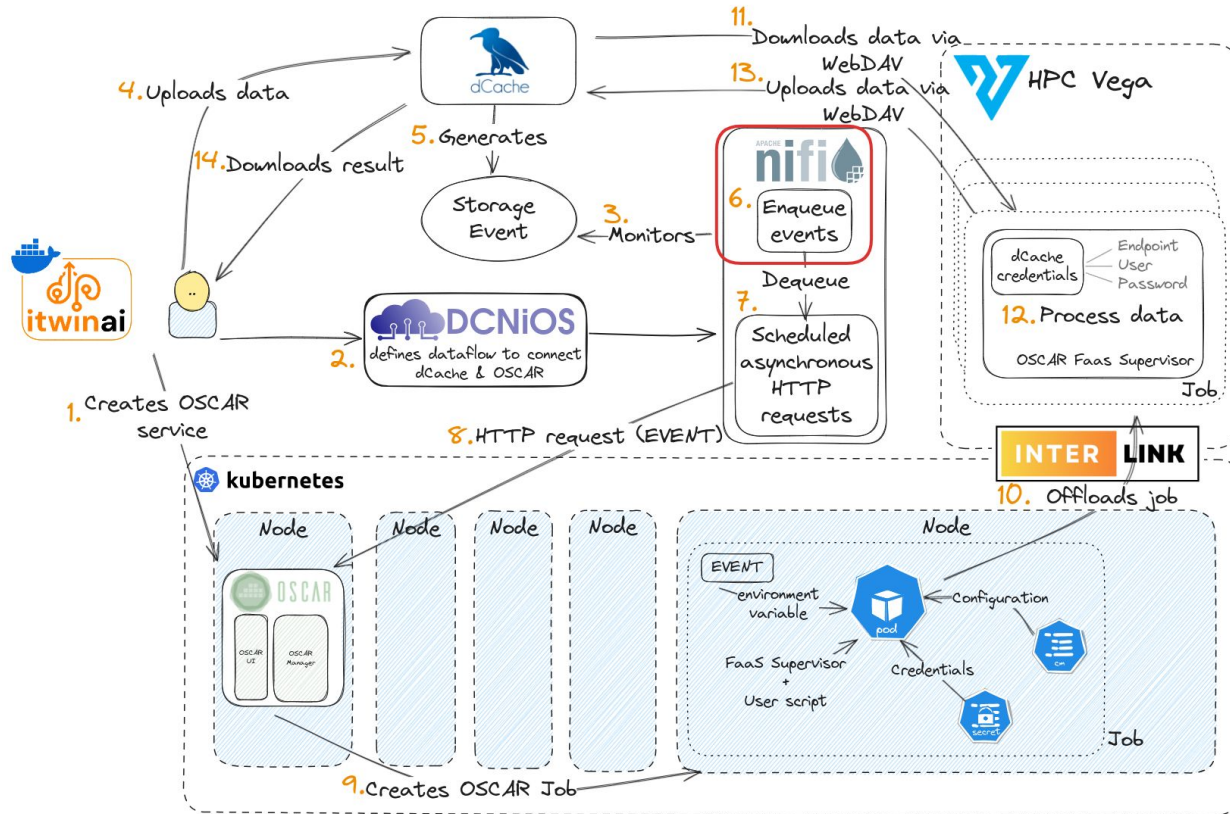 11.
Downloads data via
WebDAV
13.
Uploads data via
WebDAV
dCache
HPC Vega
4. Uploads data
5. Generates
14. Downloads result
APACHE
nifi
6.
Enqueue
events
Storage
Event
3.
Monitors
Dequeue
7.
Scheduled
asynchronous
HTTP
requests
dCache
credentials
Endpoint
User
Password
12. Process data
OSCAR FaaS Supervisor
Job
itwinai
2.
DCNiOS
defines dataflow to connect
dCache & OSCAR
1. Creates OSCAR
service
8. HTTP request (EVENT)
INTER LINK
10. Offloads job
kubernetes
Node
Node
Node
Node
Node
OSCAR
OSCAR
UI
OSCAR
Manager
EVENT
environment
variable
pod
Configuration
cm
FaaS Supervisor
+
User script
Credentials
secret
Job
9. Creates OSCAR Job